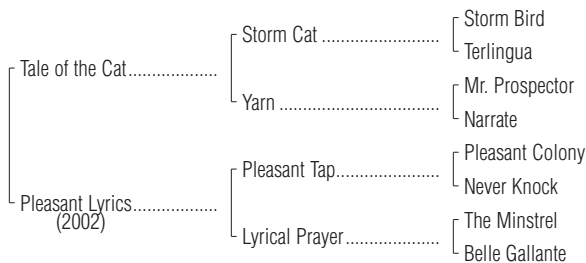 Storm Bird
Storm Cat ........................
Terlingua
Tale of the Cat..................
Mr. Prospector
Yarn .................................
Narrate
Pleasant Colony
Pleasant Tap.....................
Never Knock
Pleasant Lyrics.................
(2002)
The Minstrel
Lyrical Prayer...................
Belle Gallante